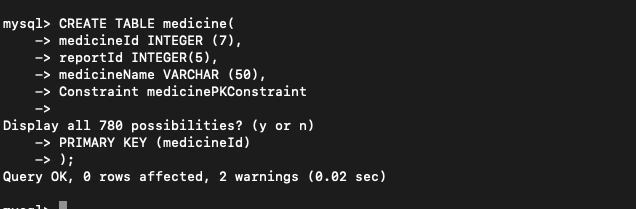 mysql> CREATE TABLE medicine(
    -> medicineId INTEGER (7),
    -> reportId INTEGER(5),
    -> medicineName VARCHAR (50),
    -> Constraint medicinePKConstraint
    ->
Display all 780 possibilities? (y or n)
    -> PRIMARY KEY (medicineId)
    -> );
Query OK, 0 rows affected, 2 warnings (0.02 sec)
mysql>